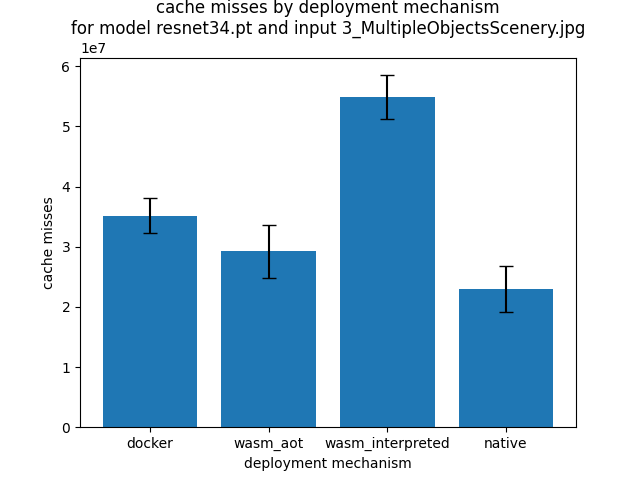 cache misses by deployment mechanism
for model resnet34.pt and input 3_MultipleObjectsScenery.jpg
1e7
6
5
4
3
2
1
0
cache misses
docker
wasm_aot
wasm_interpreted
native
deployment mechanism